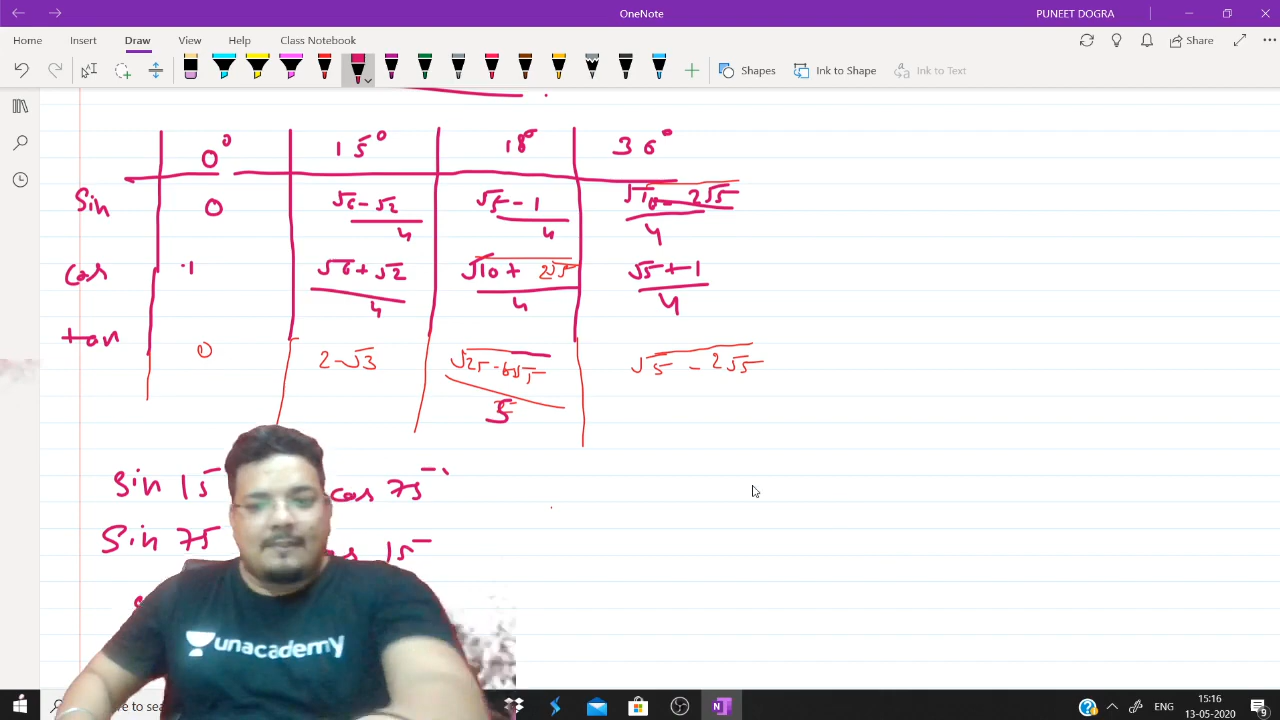 OneNote
PUNEET DOGRA
Home Insert Draw View Help Class Notebook
Share
Shapes Ink to Shape Ink to Text
0° 15° 18° 36°
Sin 0 √6-√2/4 √5-1/4 √10-2√5/4
cos 1 √6+√2/4 √10+2√5/4 √5+1/4
tan 0 2-√3 √25-10√5/5 √5-2√5
Sin 15 cos 75
Sin 75 15
unacademy
ENG
15:16
13-05-2020